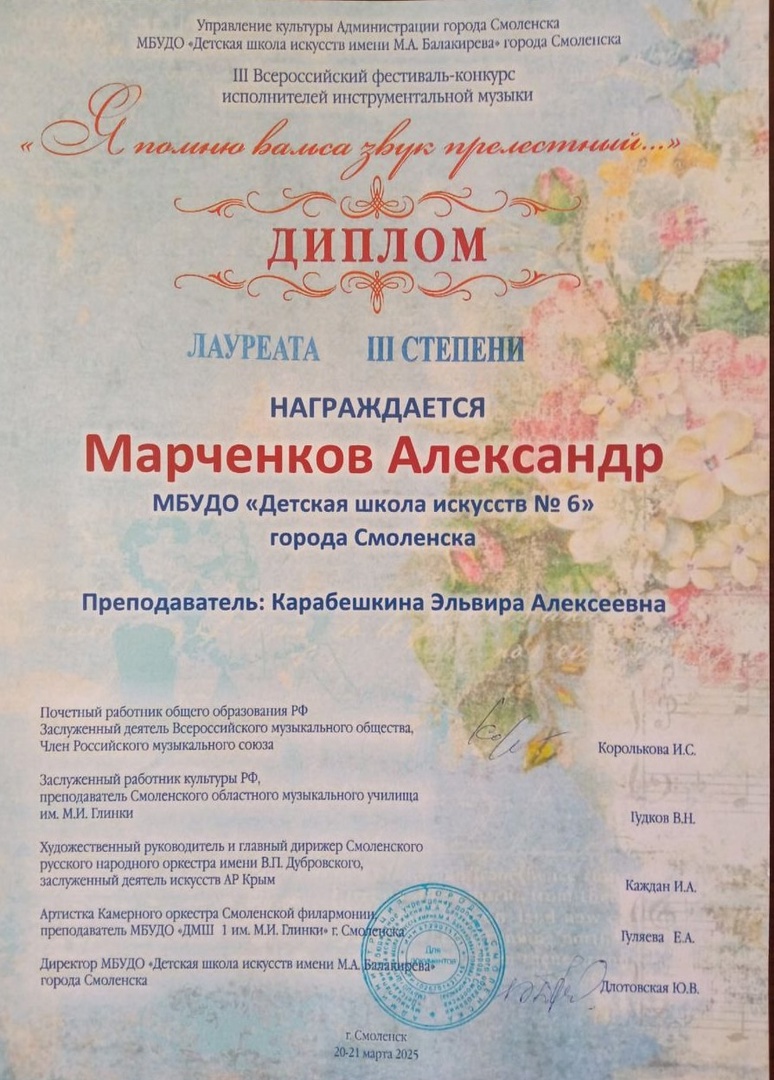 Управление культуры Администрации города Смоленска
МБУДО «Детская школа искусств имени М.А. Балакирева» города Смоленска
III Всероссийский фестиваль-конкурс
исполнителей инструментальной музыки
«Я помню вальса звук прелестный...»
ДИПЛОМ
ЛАУРЕАТА III СТЕПЕНИ
НАГРАЖДАЕТСЯ
Марченков Александр
МБУДО «Детская школа искусств № 6»
города Смоленска
Преподаватель: Карабешкина Эльвира Алексеевна
Почетный работник общего образования РФ
Заслуженный деятель Всероссийского музыкального общества,
Член Российского музыкального союза
Королькова И.С.
Заслуженный работник культуры РФ,
преподаватель Смоленского областного музыкального училища
им. М.И. Глинки
Гудков В.Н.
Художественный руководитель и главный дирижер Смоленского
русского народного оркестра имени В.П. Дубровского,
заслуженный деятель искусств АР Крым
Каждан И.А.
Артистка Камерного оркестра Смоленской филармонии,
преподаватель МБУДО «ДМШ 1 им. М.И. Глинки» г. Смоленска
Гуляева Е.А.
Директор МБУДО «Детская школа искусств имени М.А. Балакирева»
города Смоленска
Длотовская Ю.В.
Для
документов
г. Смоленск
20-21 марта 2025